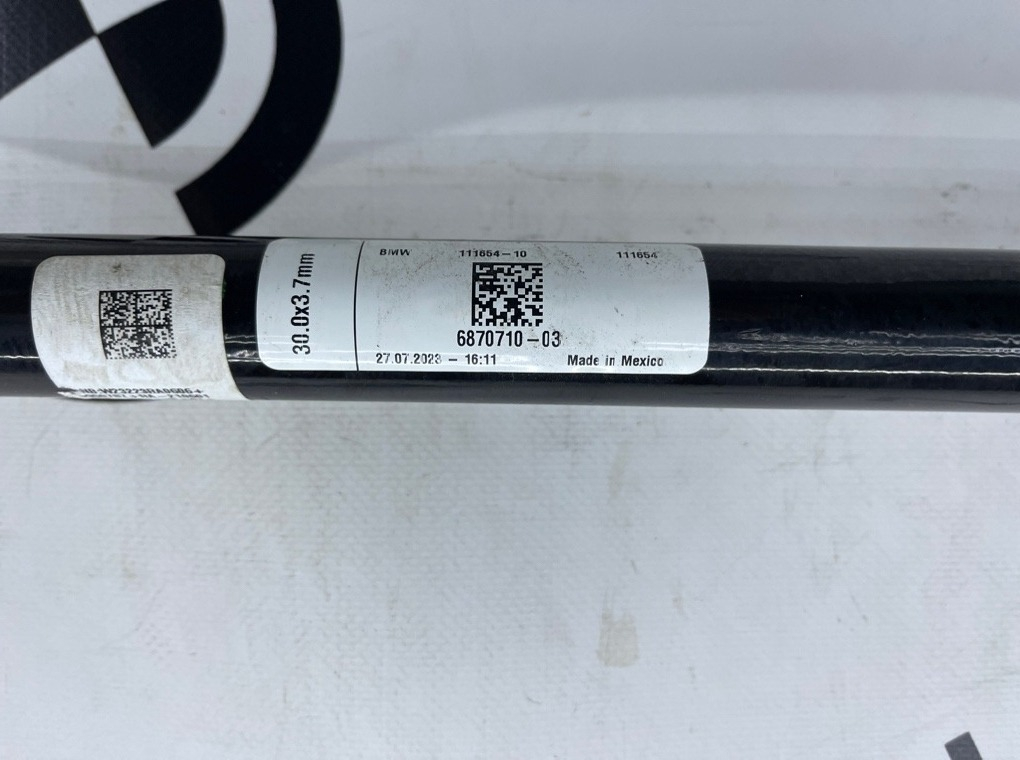 30.0x3.7mm
BMW 111654-10 111654
6870710-03
27.07.2023 - 16:11 Made in Mexico